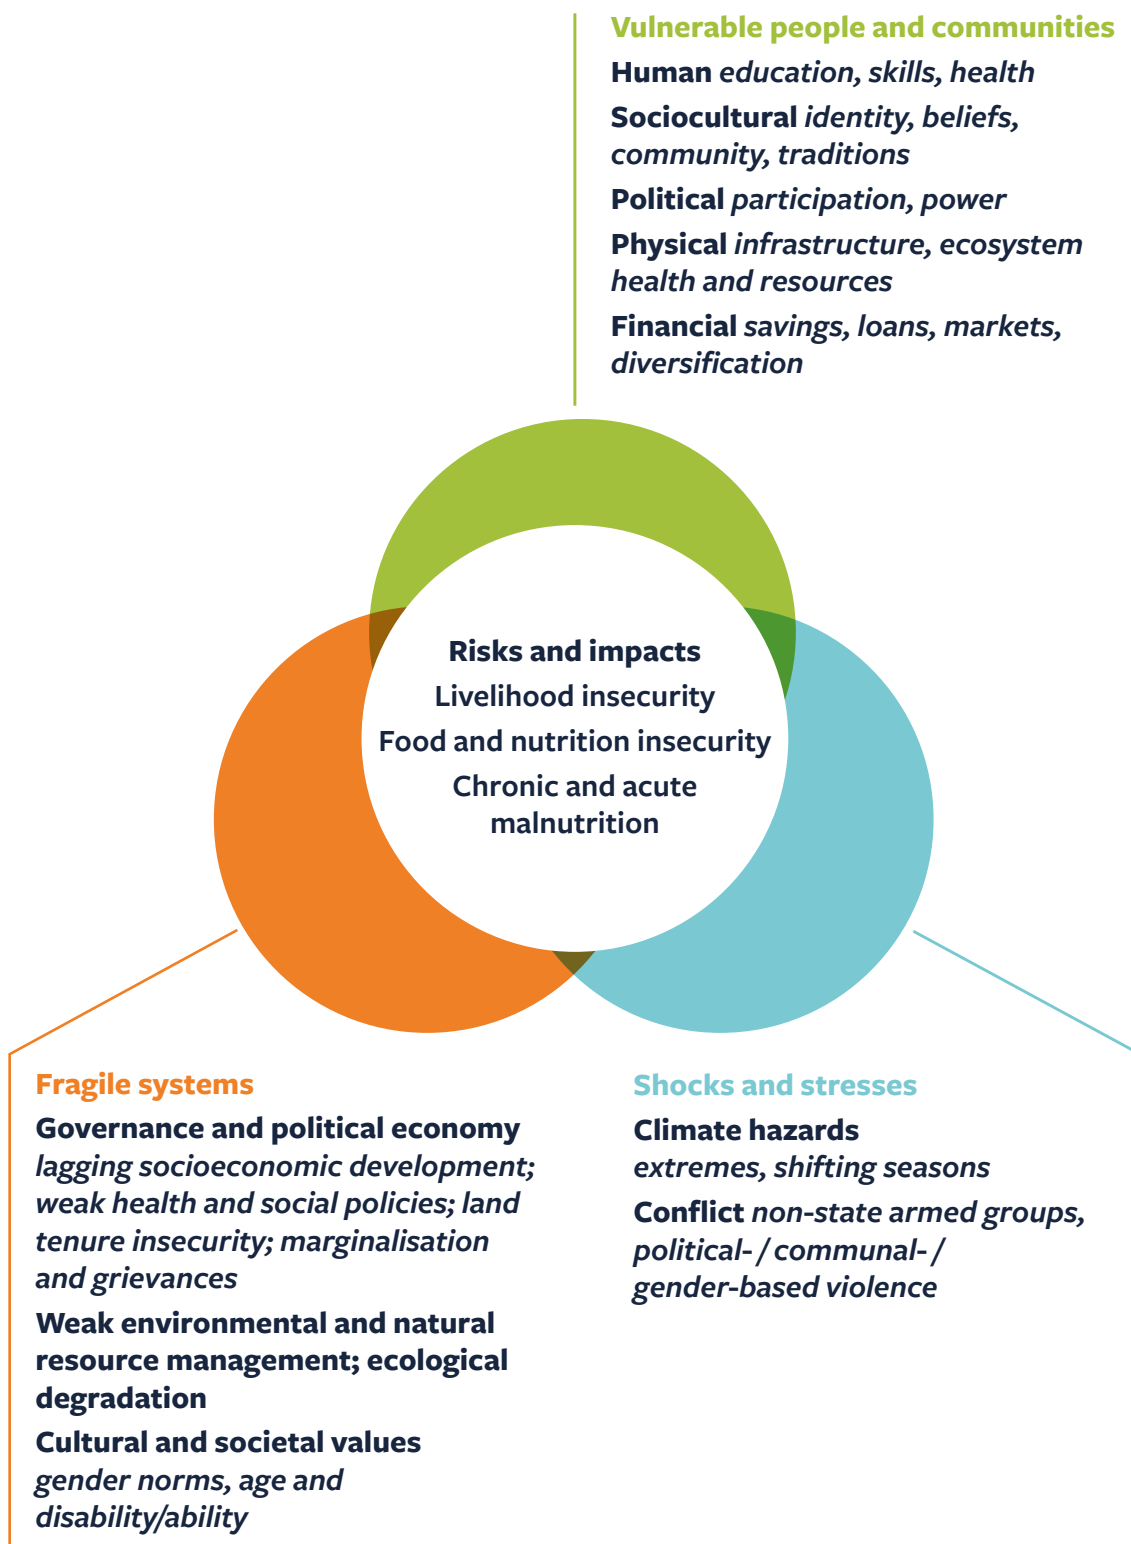 Vulnerable people and communities
Human education, skills, health
Sociocultural identity, beliefs,
community, traditions
Political participation, power
Physical infrastructure, ecosystem
health and resources
Financial savings, loans, markets,
diversification
Risks and impacts
Livelihood insecurity
Food and nutrition insecurity
Chronic and acute
malnutrition
Fragile systems
Governance and political economy
lagging socioeconomic development;
weak health and social policies; land
tenure insecurity; marginalisation
and grievances
Weak environmental and natural
resource management; ecological
degradation
Cultural and societal values
gender norms, age and
disability/ability
Shocks and stresses
Climate hazards
extremes, shifting seasons
Conflict non-state armed groups,
political- / communal- /
gender-based violence